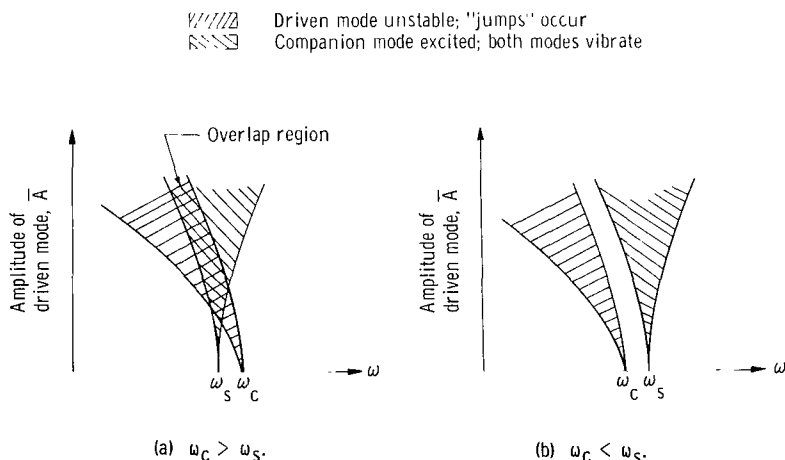 Driven mode unstable; "jumps" occur
Companion mode excited; both modes vibrate
Overlap region
Amplitude of
driven mode, A̅
ω
ω_s ω_c
(a) ω_c > ω_s.
Amplitude of
driven mode, A̅
ω
ω_c ω_s
(b) ω_c < ω_s.